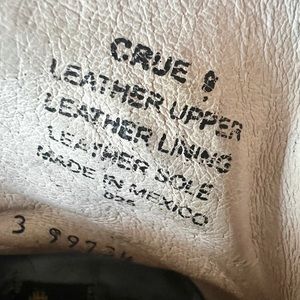 CRUE 9
LEATHER UPPER
LEATHER LINING
LEATHER SOLE
MADE IN MEXICO